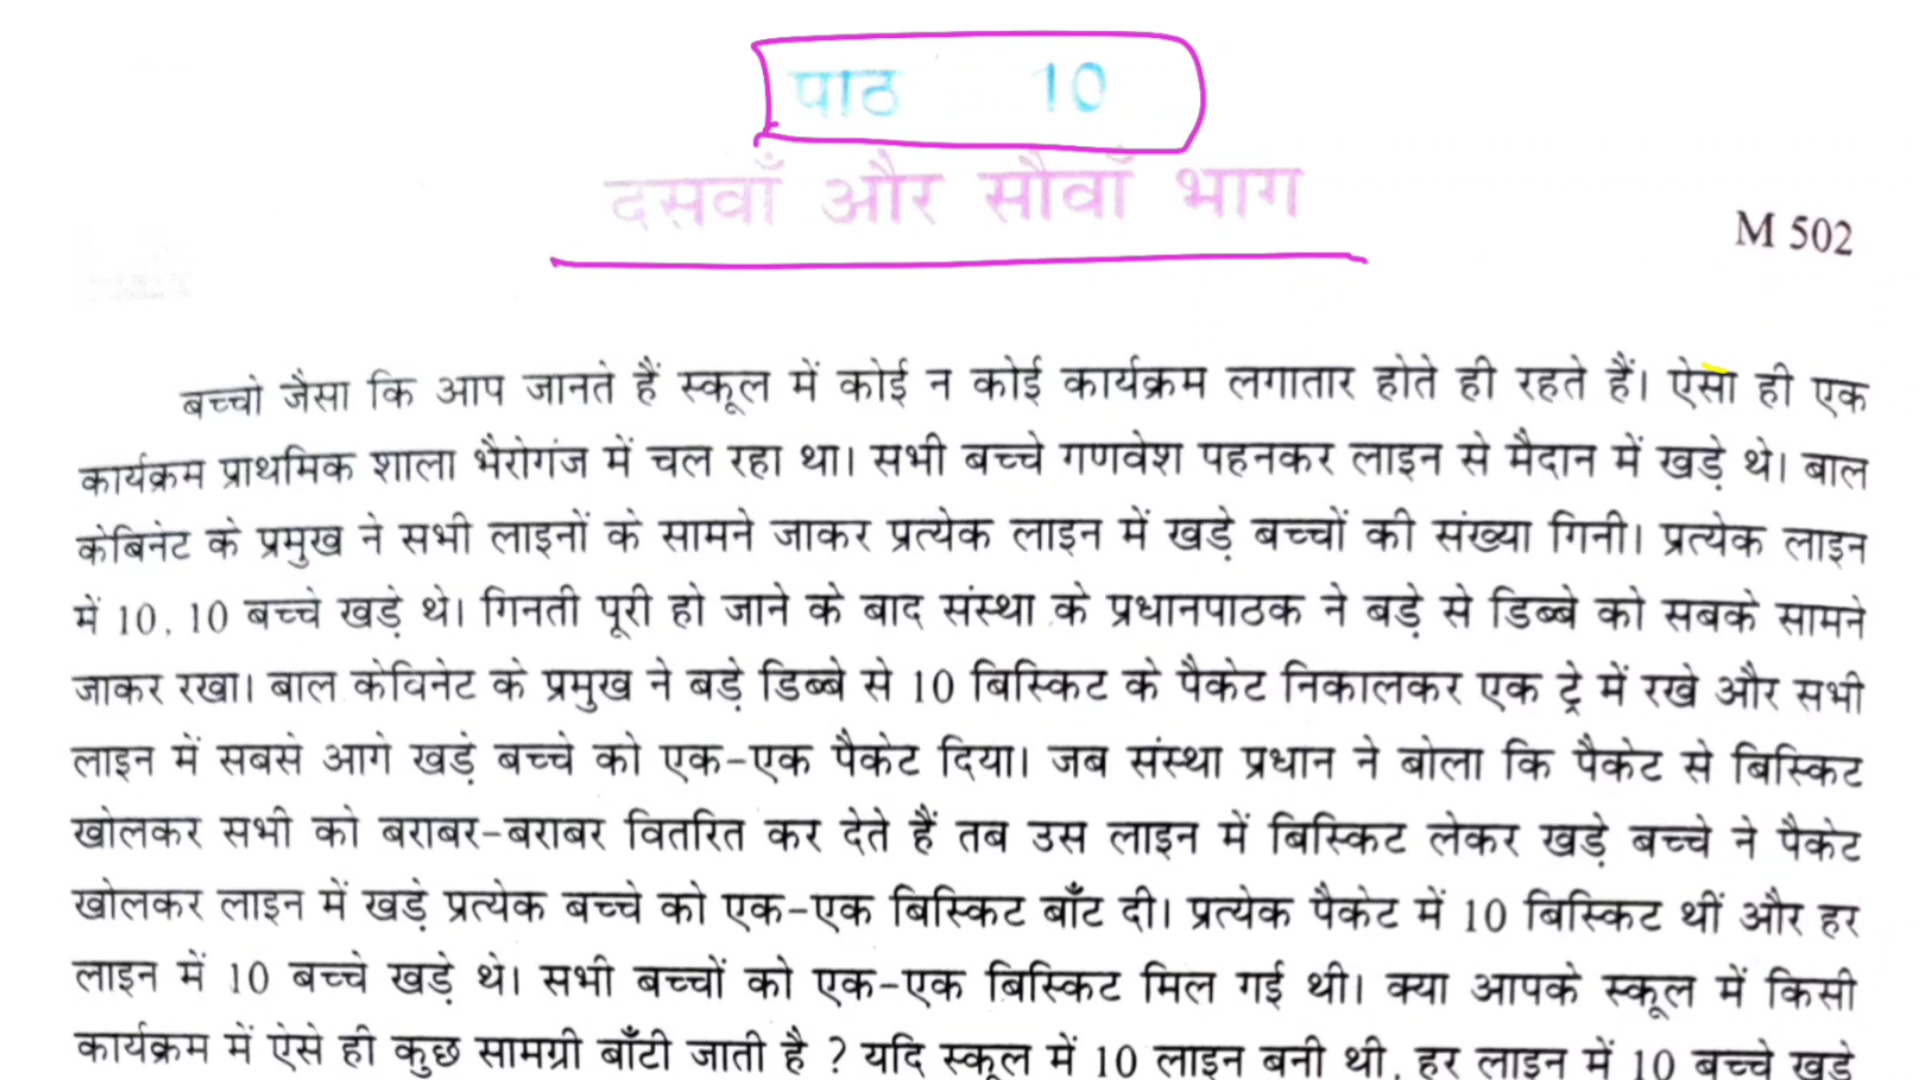 पाठ 10
दसवाँ और सौवाँ भाग
M 502
बच्चो जैसा कि आप जानते हैं स्कूल में कोई न कोई कार्यक्रम लगातार होते ही रहते हैं। ऐसा ही एक
कार्यक्रम प्राथमिक शाला भैरोगंज में चल रहा था। सभी बच्चे गणवेश पहनकर लाइन से मैदान में खड़े थे। बाल
केबिनेट के प्रमुख ने सभी लाइनों के सामने जाकर प्रत्येक लाइन में खड़े बच्चों की संख्या गिनी। प्रत्येक लाइन
में 10, 10 बच्चे खड़े थे। गिनती पूरी हो जाने के बाद संस्था के प्रधानपाठक ने बड़े से डिब्बे को सबके सामने
जाकर रखा। बाल केविनेट के प्रमुख ने बड़े डिब्बे से 10 बिस्किट के पैकेट निकालकर एक ट्रे में रखे और सभी
लाइन में सबसे आगे खड़े बच्चे को एक-एक पैकेट दिया। जब संस्था प्रधान ने बोला कि पैकेट से बिस्किट
खोलकर सभी को बराबर-बराबर वितरित कर देते हैं तब उस लाइन में बिस्किट लेकर खड़े बच्चे ने पैकेट
खोलकर लाइन में खड़े प्रत्येक बच्चे को एक-एक बिस्किट बाँट दी। प्रत्येक पैकेट में 10 बिस्किट थीं और हर
लाइन में 10 बच्चे खड़े थे। सभी बच्चों को एक-एक बिस्किट मिल गई थी। क्या आपके स्कूल में किसी
कार्यक्रम में ऐसे ही कुछ सामग्री बाँटी जाती है ? यदि स्कूल में 10 लाइन बनी थी, हर लाइन में 10 बच्चे खड़े